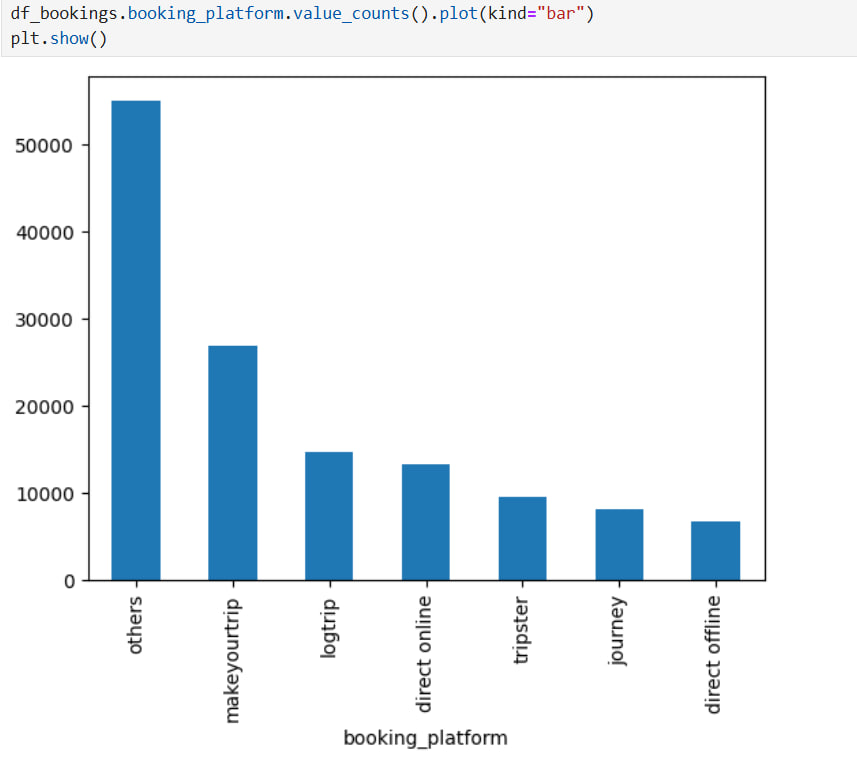 df_bookings.booking_platform.value_counts().plot(kind="bar")
plt.show()
50000
40000
30000
20000
10000
0
others
makeyourtrip
logtrip
direct online
tripster
journey
direct offline
booking_platform